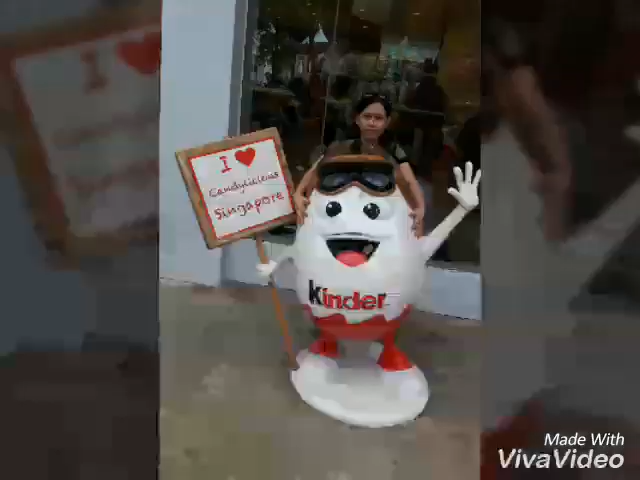 I ❤
Candylicious
Singapore
kinder
Made With
VivaVideo